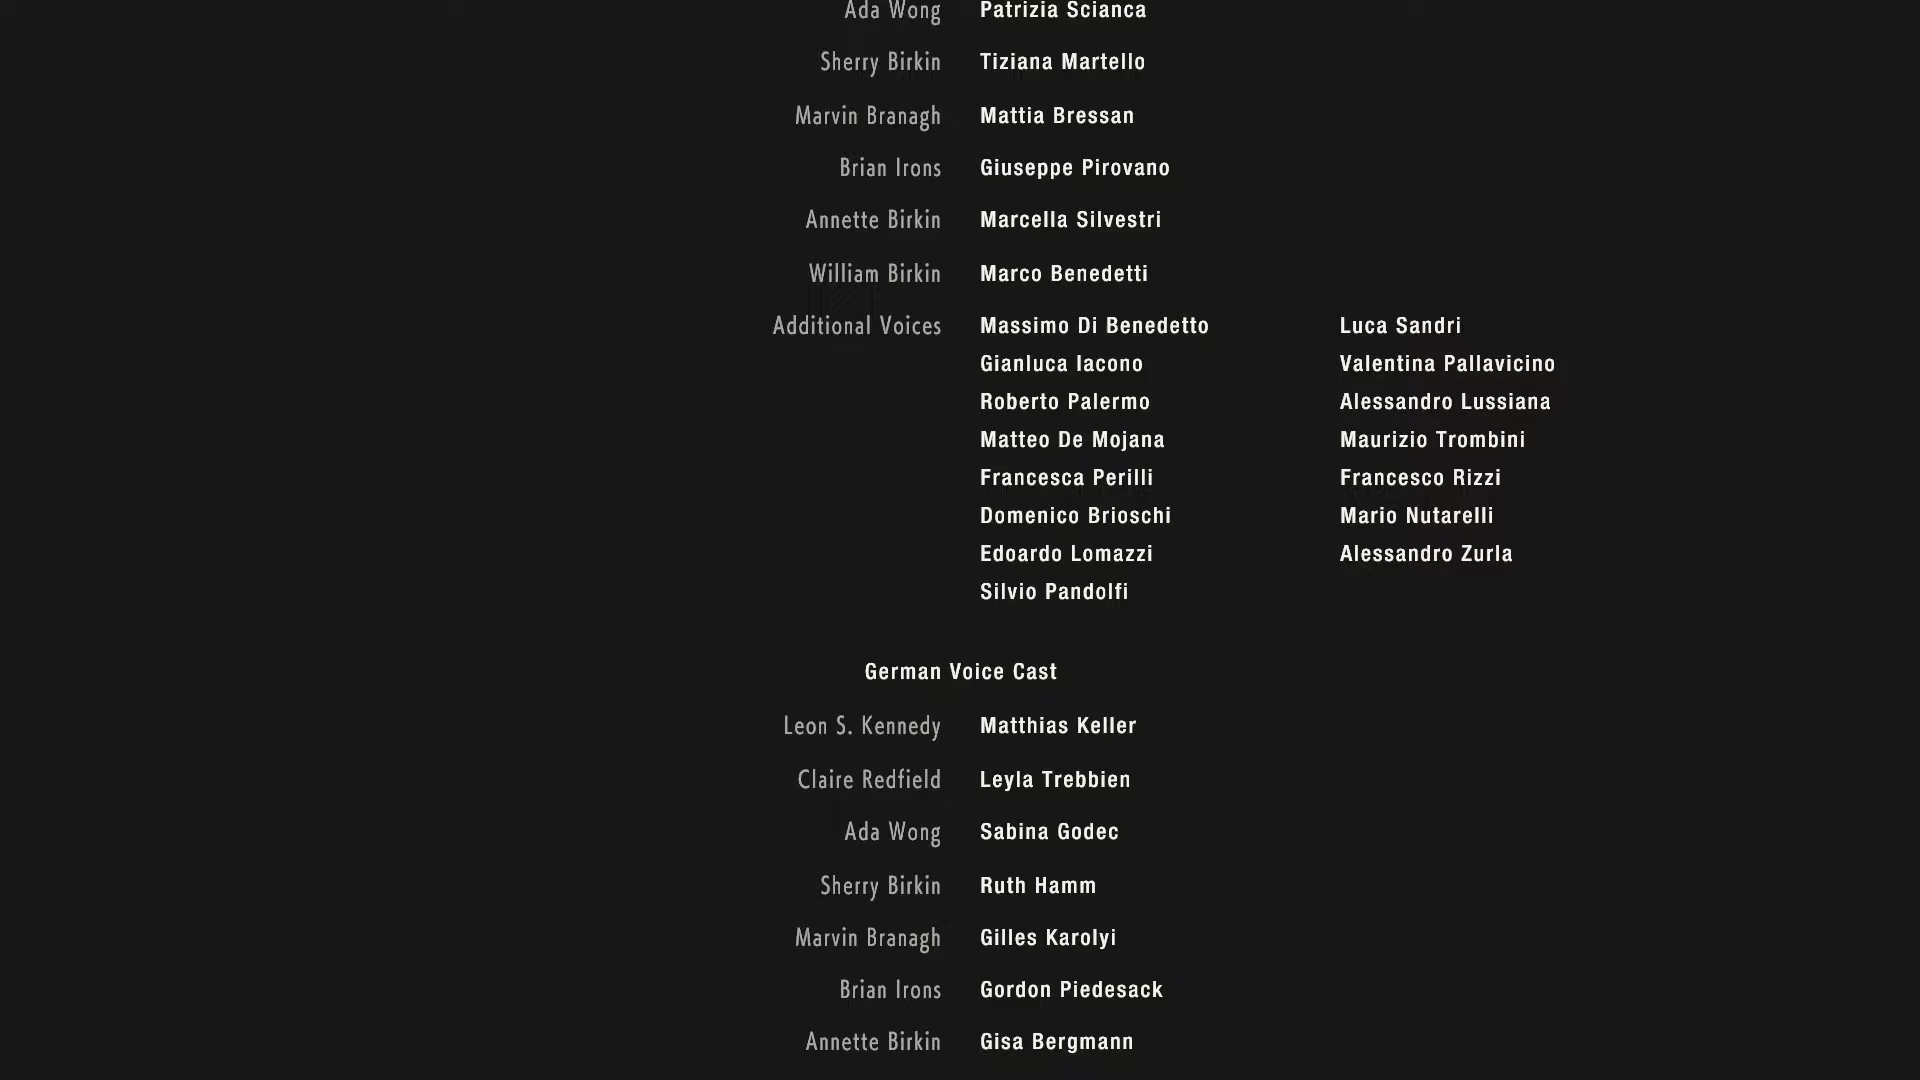 Ada Wong Patrizia Scianca
Sherry Birkin Tiziana Martello
Marvin Branagh Mattia Bressan
Brian Irons Giuseppe Pirovano
Annette Birkin Marcella Silvestri
William Birkin Marco Benedetti
Additional Voices Massimo Di Benedetto Luca Sandri
Gianluca Iacono Valentina Pallavicino
Roberto Palermo Alessandro Lussiana
Matteo De Mojana Maurizio Trombini
Francesca Perilli Francesco Rizzi
Domenico Brioschi Mario Nutarelli
Edoardo Lomazzi Alessandro Zurla
Silvio Pandolfi
German Voice Cast
Leon S. Kennedy Matthias Keller
Claire Redfield Leyla Trebbien
Ada Wong Sabina Godec
Sherry Birkin Ruth Hamm
Marvin Branagh Gilles Karolyi
Brian Irons Gordon Piedesack
Annette Birkin Gisa Bergmann